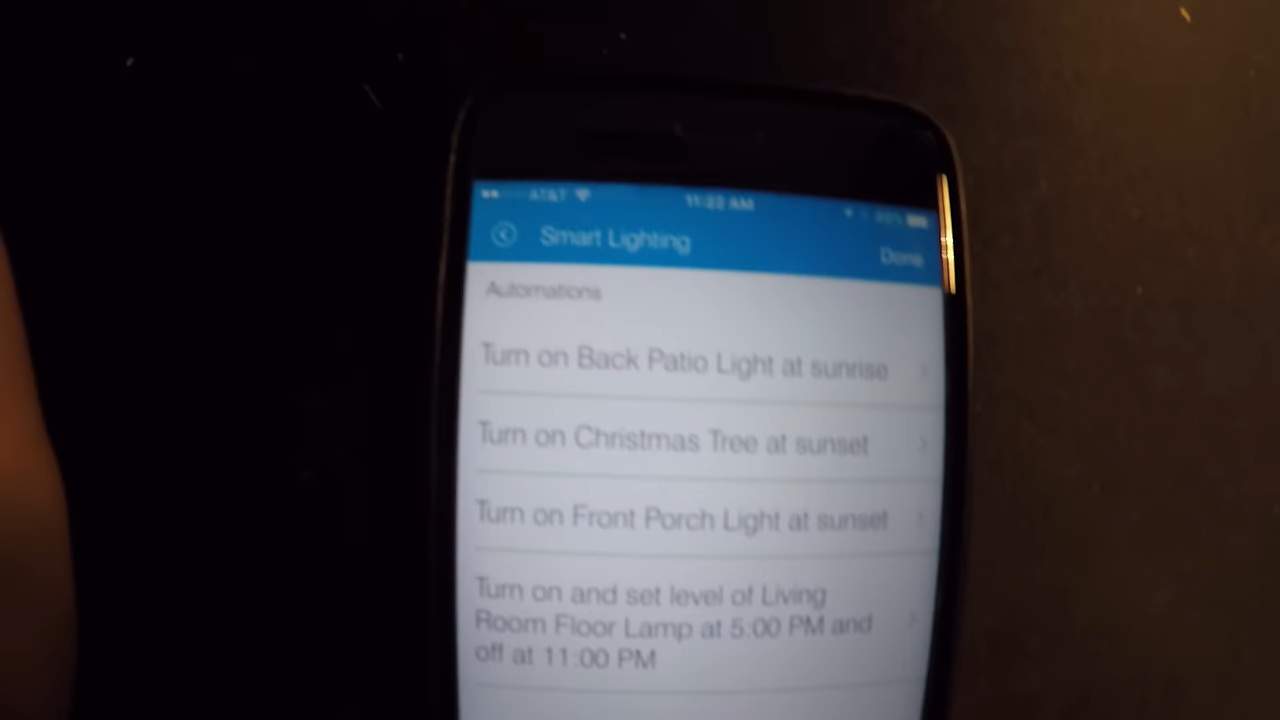 AT&T 11:22 AM
Smart Lighting Done
Automations
Turn on Back Patio Light at sunrise
Turn on Christmas Tree at sunset
Turn on Front Porch Light at sunset
Turn on and set level of Living
Room Floor Lamp at 5:00 PM and
off at 11:00 PM